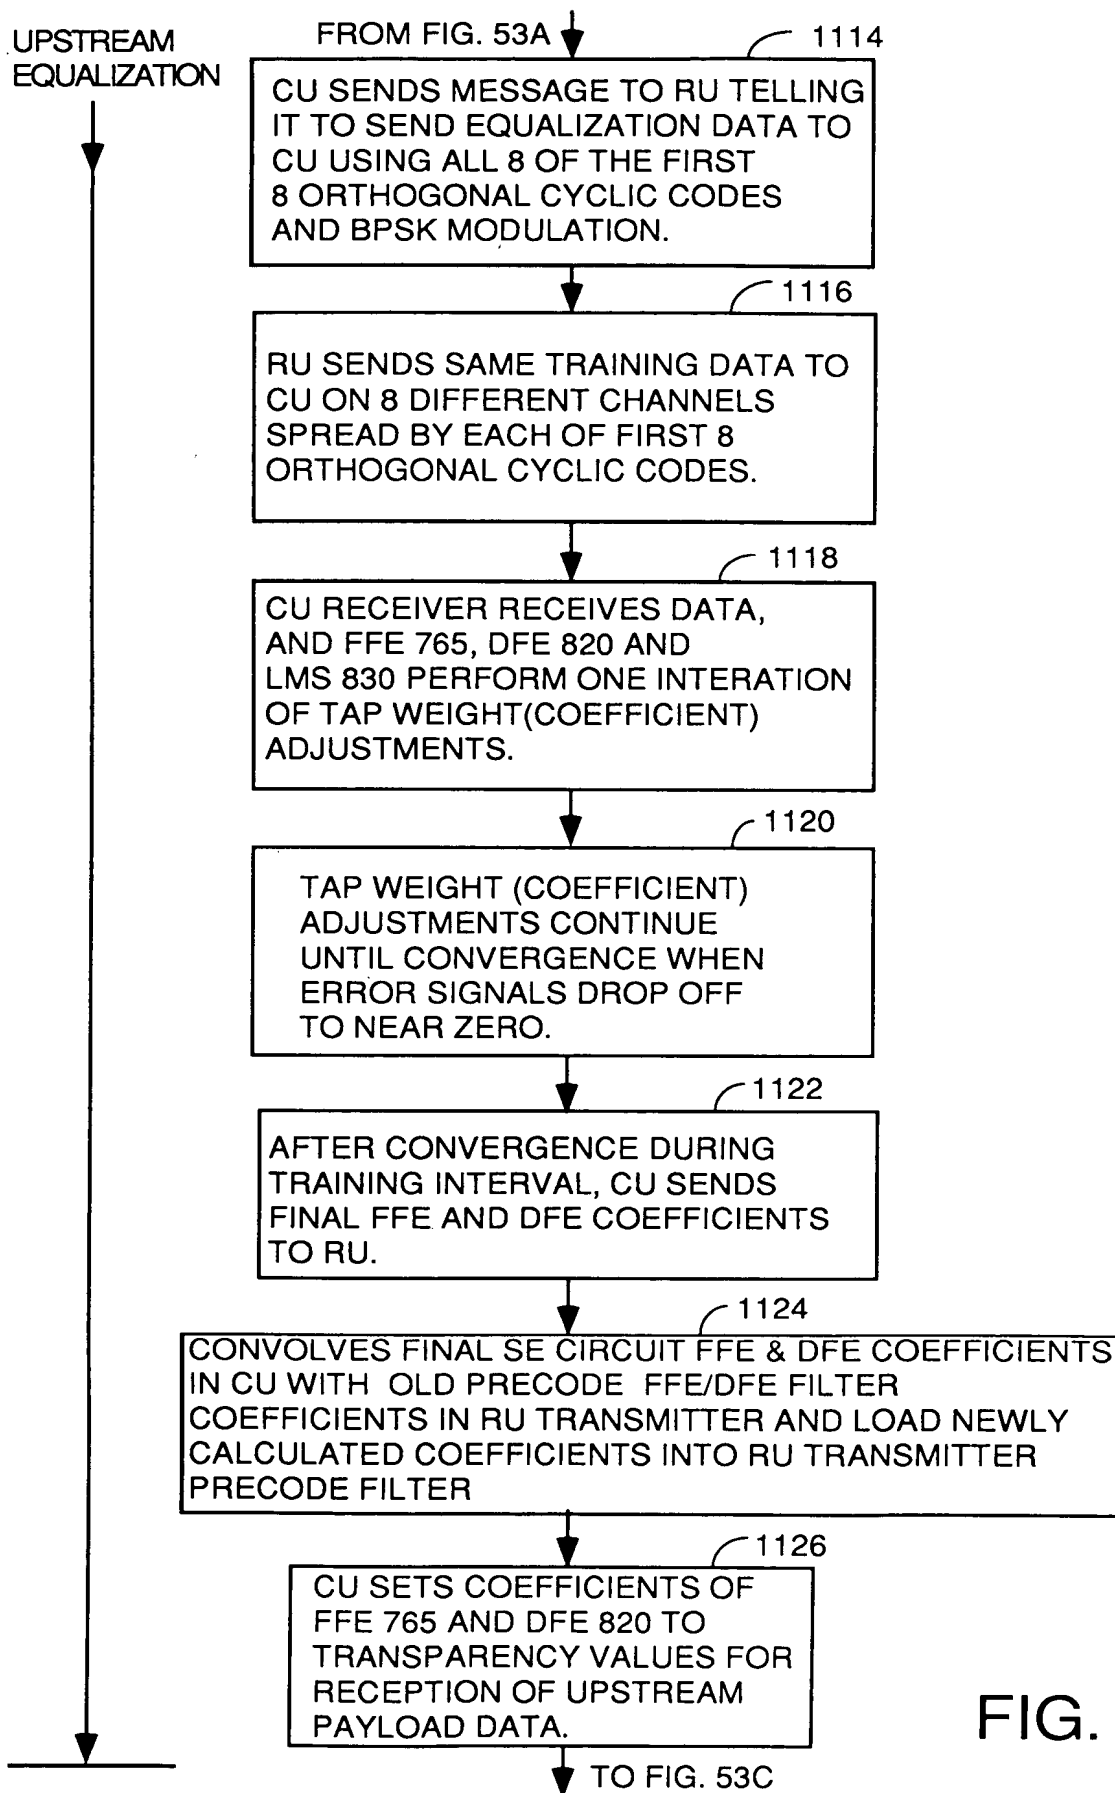 UPSTREAM
EQUALIZATION
FROM FIG. 53A
1114
CU SENDS MESSAGE TO RU TELLING
IT TO SEND EQUALIZATION DATA TO
CU USING ALL 8 OF THE FIRST
8 ORTHOGONAL CYCLIC CODES
AND BPSK MODULATION.
1116
RU SENDS SAME TRAINING DATA TO
CU ON 8 DIFFERENT CHANNELS
SPREAD BY EACH OF FIRST 8
ORTHOGONAL CYCLIC CODES.
1118
CU RECEIVER RECEIVES DATA,
AND FFE 765, DFE 820 AND
LMS 830 PERFORM ONE INTERATION
OF TAP WEIGHT(COEFFICIENT)
ADJUSTMENTS.
1120
TAP WEIGHT (COEFFICIENT)
ADJUSTMENTS CONTINUE
UNTIL CONVERGENCE WHEN
ERROR SIGNALS DROP OFF
TO NEAR ZERO.
1122
AFTER CONVERGENCE DURING
TRAINING INTERVAL, CU SENDS
FINAL FFE AND DFE COEFFICIENTS
TO RU.
1124
CONVOLVES FINAL SE CIRCUIT FFE & DFE COEFFICIENTS
IN CU WITH OLD PRECODE FFE/DFE FILTER
COEFFICIENTS IN RU TRANSMITTER AND LOAD NEWLY
CALCULATED COEFFICIENTS INTO RU TRANSMITTER
PRECODE FILTER
1126
CU SETS COEFFICIENTS OF
FFE 765 AND DFE 820 TO
TRANSPARENCY VALUES FOR
RECEPTION OF UPSTREAM
PAYLOAD DATA.
FIG.
TO FIG. 53C